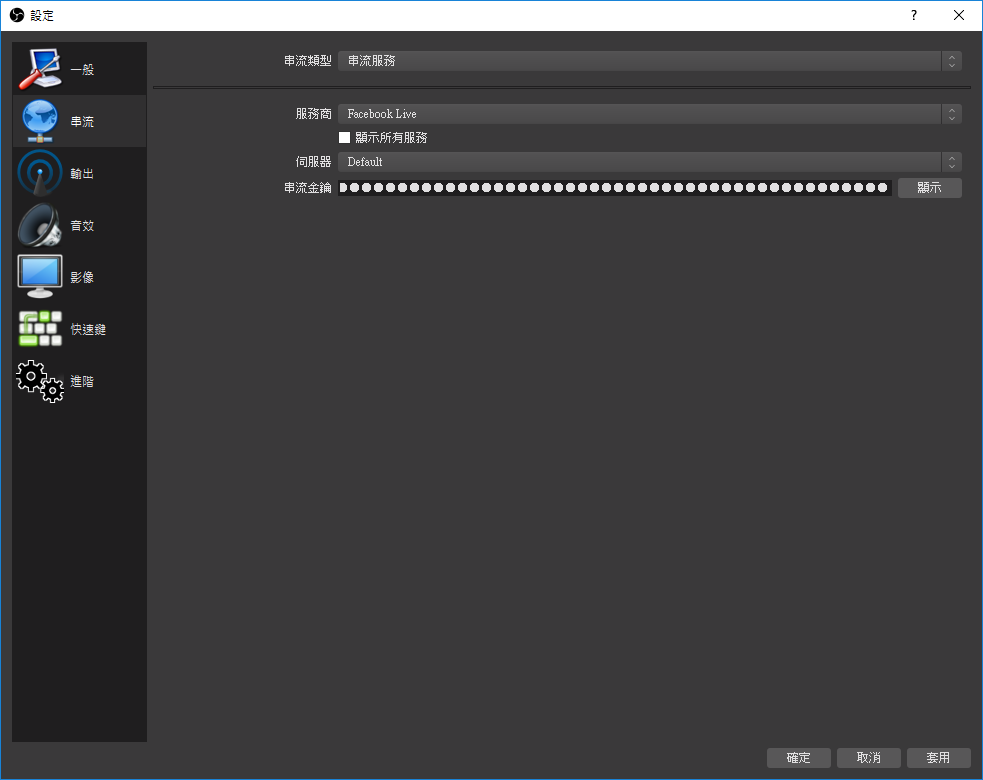 設定
一般
串流
輸出
音效
影像
快速鍵
進階
串流類型 串流服務
服務商 Facebook Live
顯示所有服務
伺服器 Default
串流金鑰 顯示
確定 取消 套用